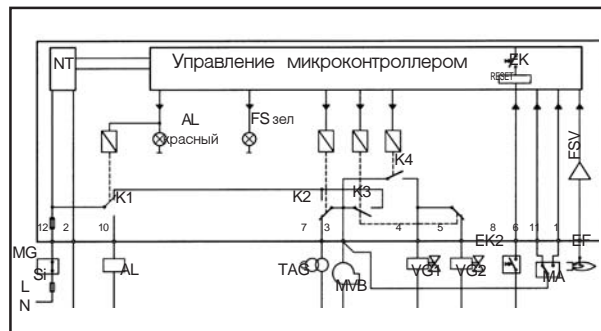 NT
Управление микроконтроллером
EK
RESET
AL
красный
FS зел
FSV
K4
K1
K2
K3
12
2
10
7
3
4
5
EK2
8
6
11
1
EF
MG
Si
L
N
AL
TAG
MVB
VG1
VG2
MA